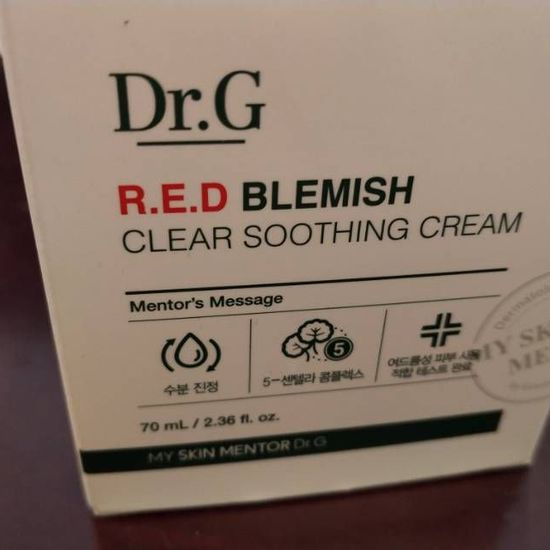 Dr.G
R.E.D BLEMISH
CLEAR SOOTHING CREAM
Mentor's Message
수분 진정
5
5-센텔라 콤플렉스
여드름성 피부 사용
적합 테스트 완료
70 mL / 2.36 fl. oz.
MY SKIN MENTOR Dr.G